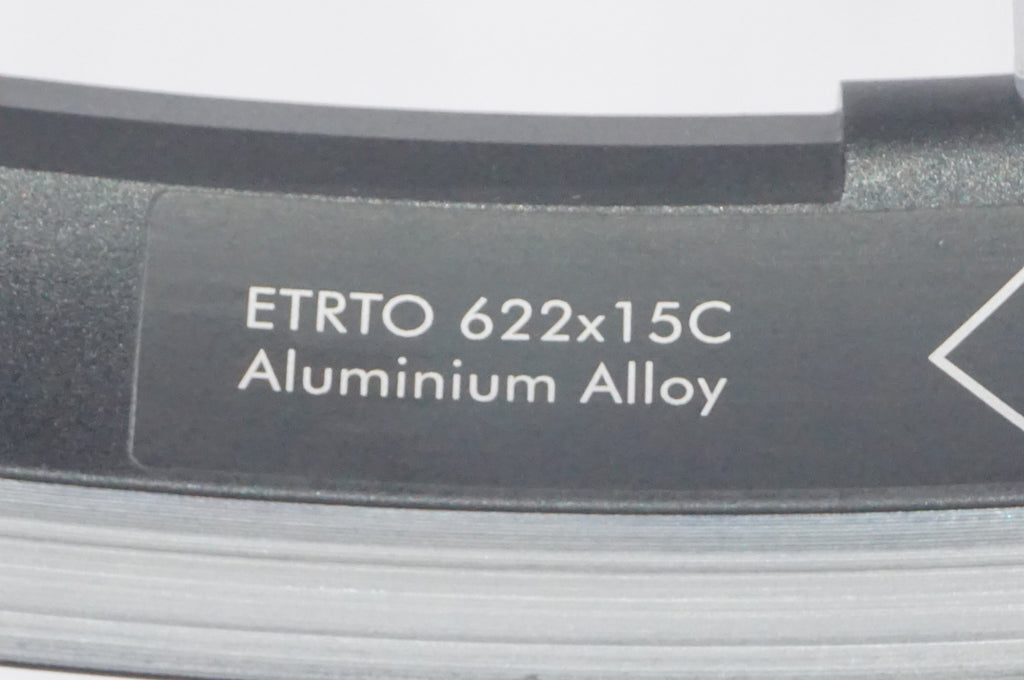 ETRTO 622x15C
Aluminium Alloy